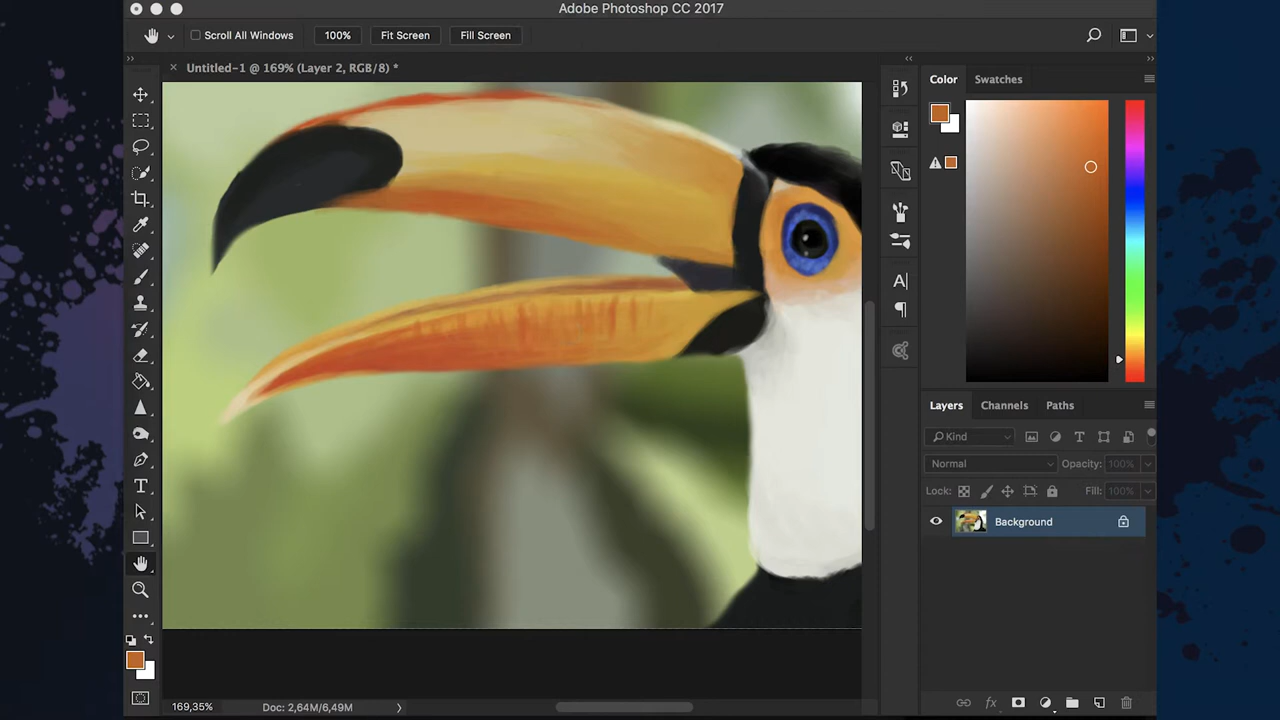 Adobe Photoshop CC 2017
Scroll All Windows 100% Fit Screen Fill Screen
Untitled-1 @ 169% (Layer 2, RGB/8) *
Color Swatches
Layers Channels Paths
Kind
Normal Opacity: 100%
Lock: Fill: 100%
Background
169,35% Doc: 2,64M/6,49M